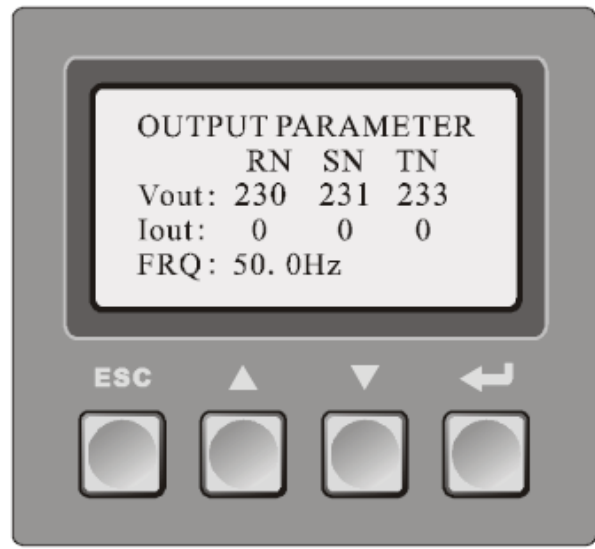 OUTPUT PARAMETER
RN SN TN
Vout: 230 231 233
Iout: 0 0 0
FRQ: 50.0Hz
ESC